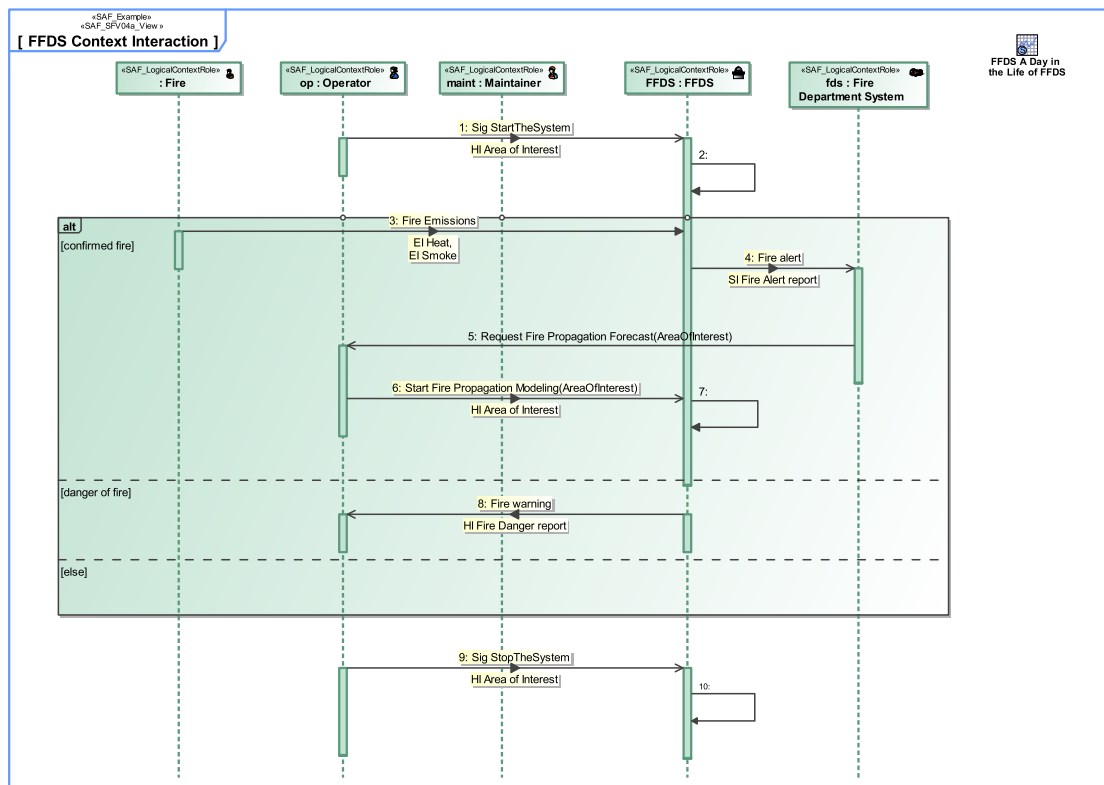 «SAF_Example»
«SAF_SFV04a_View »
[ FFDS Context Interaction ]
FFDS A Day in
the Life of FFDS
«SAF_LogicalContextRole»
: Fire
«SAF_LogicalContextRole»
op : Operator
«SAF_LogicalContextRole»
maint : Maintainer
«SAF_LogicalContextRole»
FFDS : FFDS
«SAF_LogicalContextRole»
fds : Fire
Department System
1: Sig StartTheSystem
HI Area of Interest
2:
alt
[confirmed fire]
3: Fire Emissions
EI Heat,
EI Smoke
4: Fire alert
SI Fire Alert report
5: Request Fire Propagation Forecast(AreaOfInterest)
6: Start Fire Propagation Modeling(AreaOfInterest)
HI Area of Interest
7:
[danger of fire]
8: Fire warning
HI Fire Danger report
[else]
9: Sig StopTheSystem
HI Area of Interest
10: